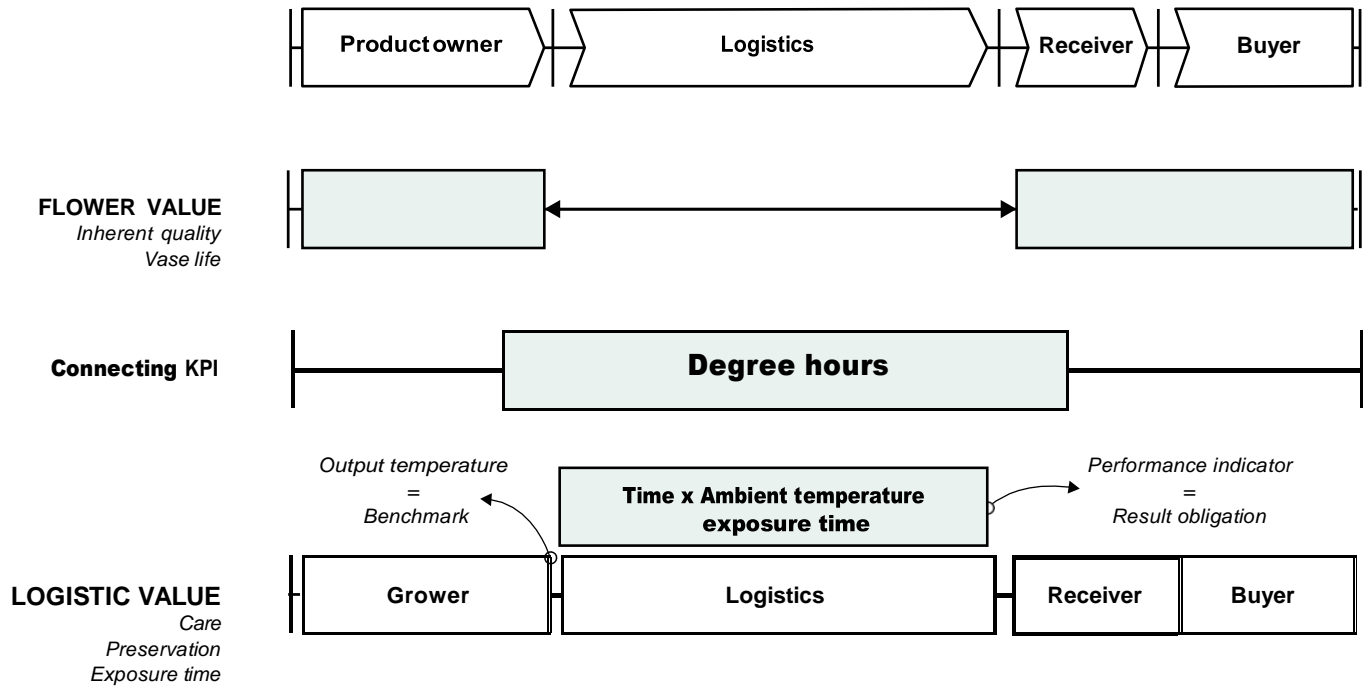 Product owner
Logistics
Receiver
Buyer
FLOWER VALUE
Inherent quality
Vase life
Connecting KPI
Degree hours
Output temperature
=
Benchmark
Time x Ambient temperature
exposure time
Performance indicator
=
Result obligation
LOGISTIC VALUE
Care
Preservation
Exposure time
Grower
Logistics
Receiver
Buyer